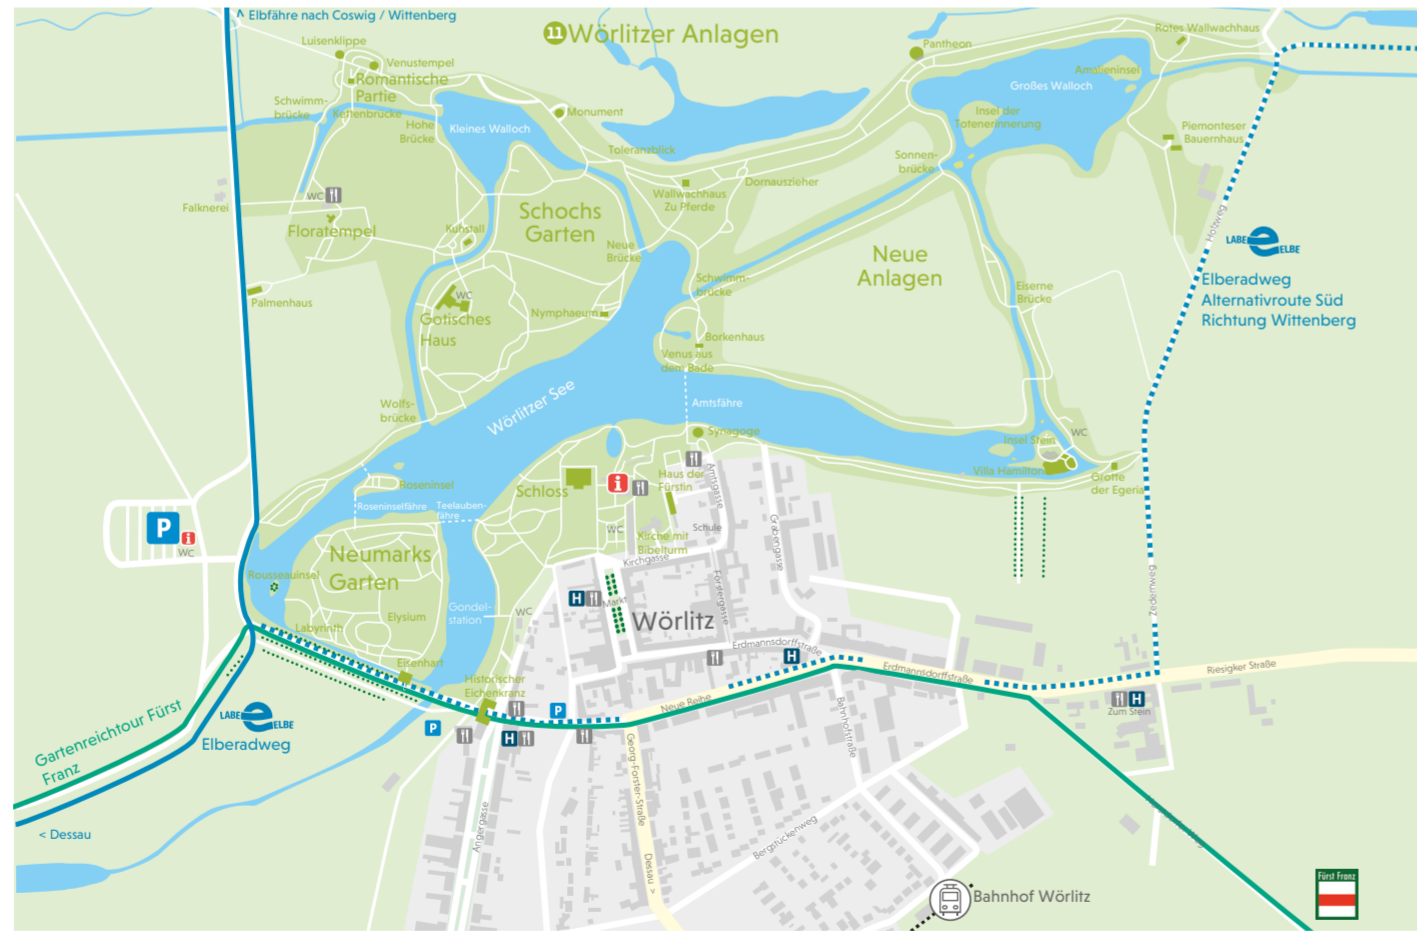 Elbfähre nach Coswig / Wittenberg
11 Wörlitzer Anlagen
Luisenklippe
Venustempel
Romantische
Partie
Schwimm-
brücke
Kettenbrücke
Hohe
Brücke
Kleines Walloch
Monument
Toleranzblick
Pantheon
Rotes Wallwachhaus
Amalieninsel
Großes Walloch
Insel der
Totenerinnerung
Piemonteser
Bauernhaus
Sonnen-
brücke
Dornauszieher
Wallwachhaus
Zu Pferde
WC
Falknerei
Floratempel
Kuhstall
Schochs
Garten
Neue
Brücke
Neue
Anlagen
Holzweg
LABE
ELBE
Elberadweg
Alternativroute Süd
Richtung Wittenberg
Palmenhaus
WC
Gotisches
Haus
Nymphaeum
Schwimm-
brücke
Eiserne
Brücke
Borkenhaus
Venus aus
dem Bade
Wolfs-
brücke
Wörlitzer See
Amtsfähre
Synagoge
Insel Stein
WC
Villa Hamilton
Grotte
der Egeria
Roseninsel
Roseninselfähre
Teelauben-
fähre
Schloss
i
Haus der
Fürstin
Amtsgasse
Schule
Grabengasse
WC
Kirche mit
Bibelturm
Kirchgasse
Förstergasse
P
i
WC
Neumarks
Garten
Rousseauinsel
Elysium
Labyrinth
Eisenhart
Gondel-
station
WC
H
Markt
Wörlitz
Erdmannsdorffstraße
H
Erdmannsdorffstraße
Zedernweg
Riesigker Straße
H
Zum Stein
Historischer
Eichenkranz
P
P
H
Neue Reihe
Bahnhofstraße
Georg-Forster-Straße
Dessau >
Angergasse
Bergstückenweg
Gartenreichtour Fürst
Franz
LABE
ELBE
Elberadweg
< Dessau
Bahnhof Wörlitz
Fürst Franz